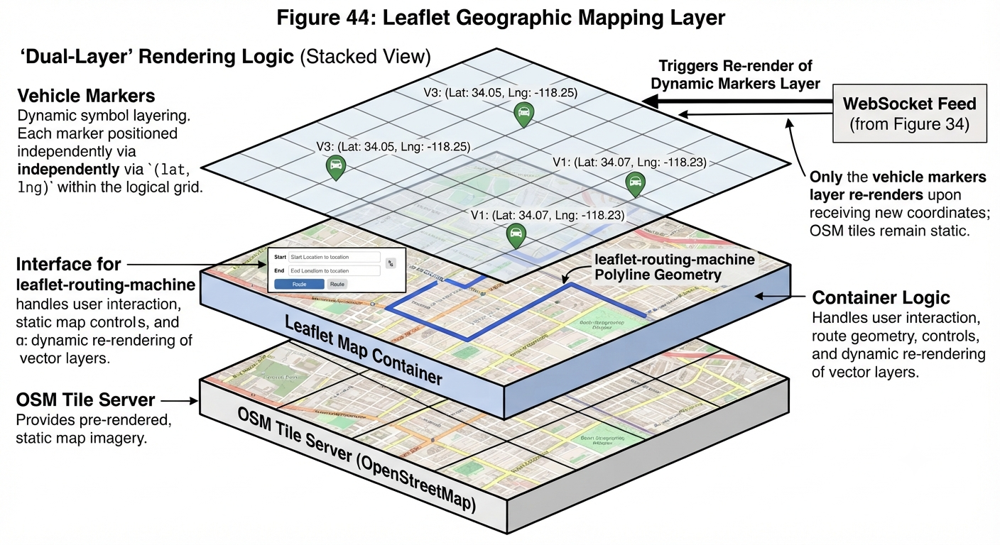 Figure 44: Leaflet Geographic Mapping Layer
‘Dual-Layer’ Rendering Logic (Stacked View)
Vehicle Markers
Dynamic symbol layering.
Each marker positioned
independently via
independently via `(lat,
lng)` within the logical grid.
V3: (Lat: 34.05, Lng: -118.25)
V3: (Lat: 34.05, Lng: -118.25)
V1: (Lat: 34.07, Lng: -118.23)
V1: (Lat: 34.07, Lng: -118.23)
Triggers Re-render of
Dynamic Markers Layer
WebSocket Feed
(from Figure 34)
Only the vehicle markers
layer re-renders upon
receiving new coordinates;
OSM tiles remain static.
Interface for
leaflet-routing-machine
handles user interaction,
static map controls, and
α: dynamic re-rendering of
vector layers.
Start Start Location to location
End
Route Route
leaflet-routing-machine
Polyline Geometry
Leaflet Map Container
Container Logic
Handles user interaction,
route geometry, controls,
and dynamic re-rendering
of vector layers.
OSM Tile Server
Provides pre-rendered,
static map imagery.
OSM Tile Server (OpenStreetMap)